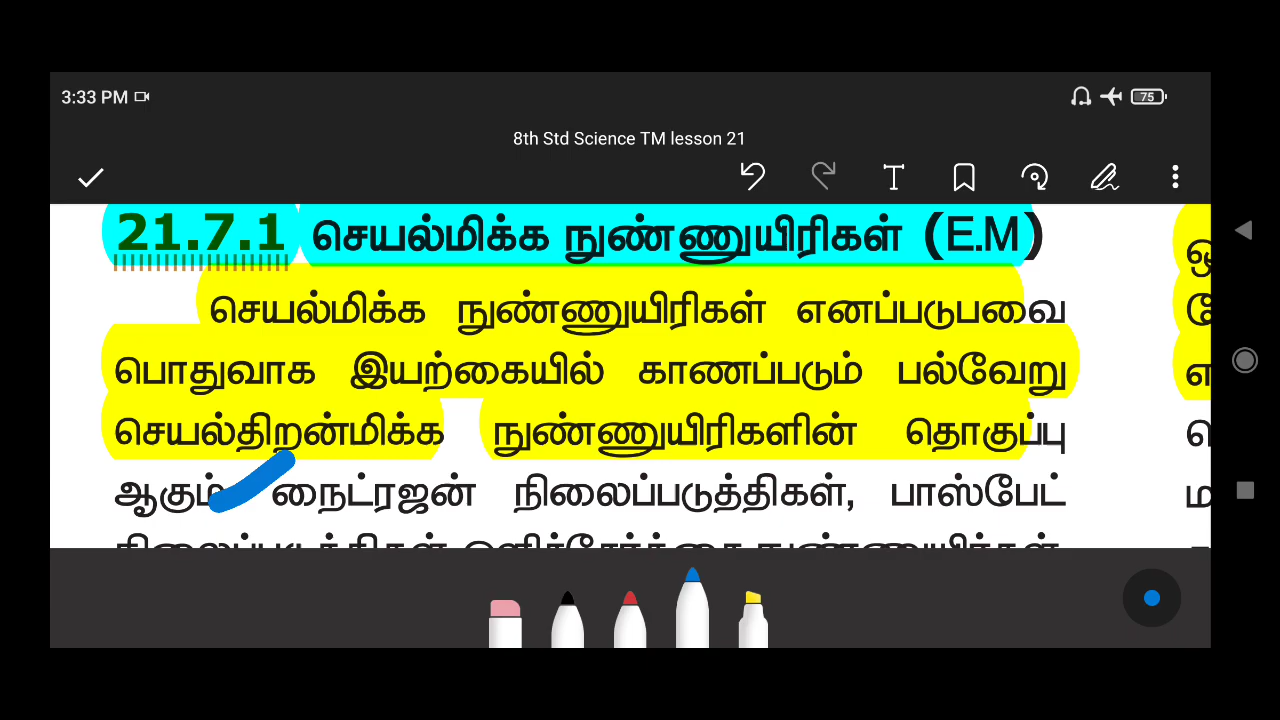 3:33 PM
75
8th Std Science TM lesson 21
21.7.1 செயல்மிக்க நுண்ணுயிரிகள் (E.M)
செயல்மிக்க நுண்ணுயிரிகள் எனப்படுபவை
பொதுவாக இயற்கையில் காணப்படும் பல்வேறு
செயல்திறன்மிக்க நுண்ணுயிரிகளின் தொகுப்பு
ஆகும் நைட்ரஜன் நிலைப்படுத்திகள், பாஸ்பேட்